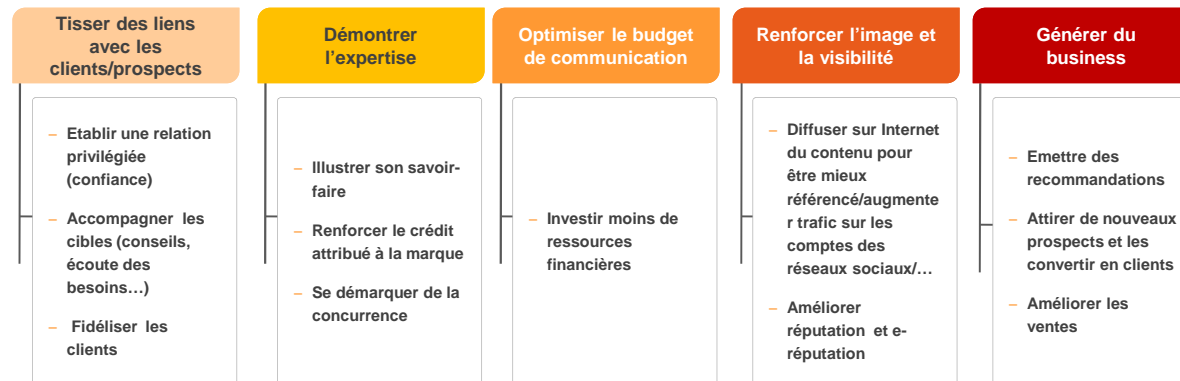 Tisser des liens
avec les
clients/prospects
– Etablir une relation
privilégiée
(confiance)
– Accompagner les
cibles (conseils,
écoute des
besoins…)
– Fidéliser les
clients
Démontrer
l’expertise
– Illustrer son savoir-
faire
– Renforcer le crédit
attribué à la marque
– Se démarquer de la
concurrence
Optimiser le budget
de communication
– Investir moins de
ressources
financières
Renforcer l’image et
la visibilité
– Diffuser sur Internet
du contenu pour
être mieux
référencé/augmente
r trafic sur les
comptes des
réseaux sociaux/…
– Améliorer
réputation et e-
réputation
Générer du
business
– Emettre des
recommandations
– Attirer de nouveaux
prospects et les
convertir en clients
– Améliorer les
ventes